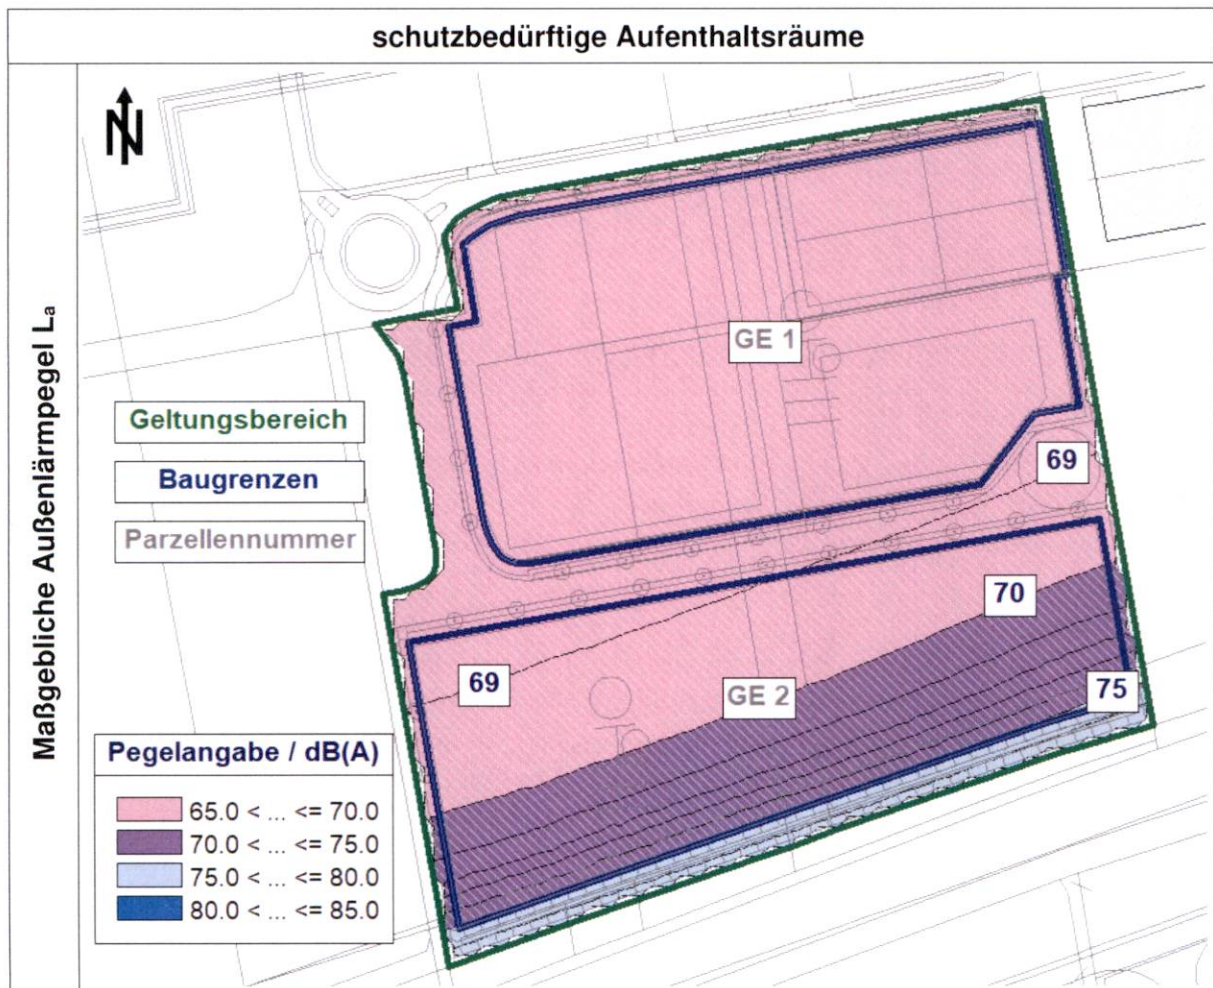 schutzbedürftige Aufenthaltsräume
Maßgebliche Außenlärmpegel La
N
GE 1
Geltungsbereich
Baugrenzen
Parzellennummer
69
70
69
GE 2
75
Pegelangabe / dB(A)
65.0 < ... <= 70.0
70.0 < ... <= 75.0
75.0 < ... <= 80.0
80.0 < ... <= 85.0